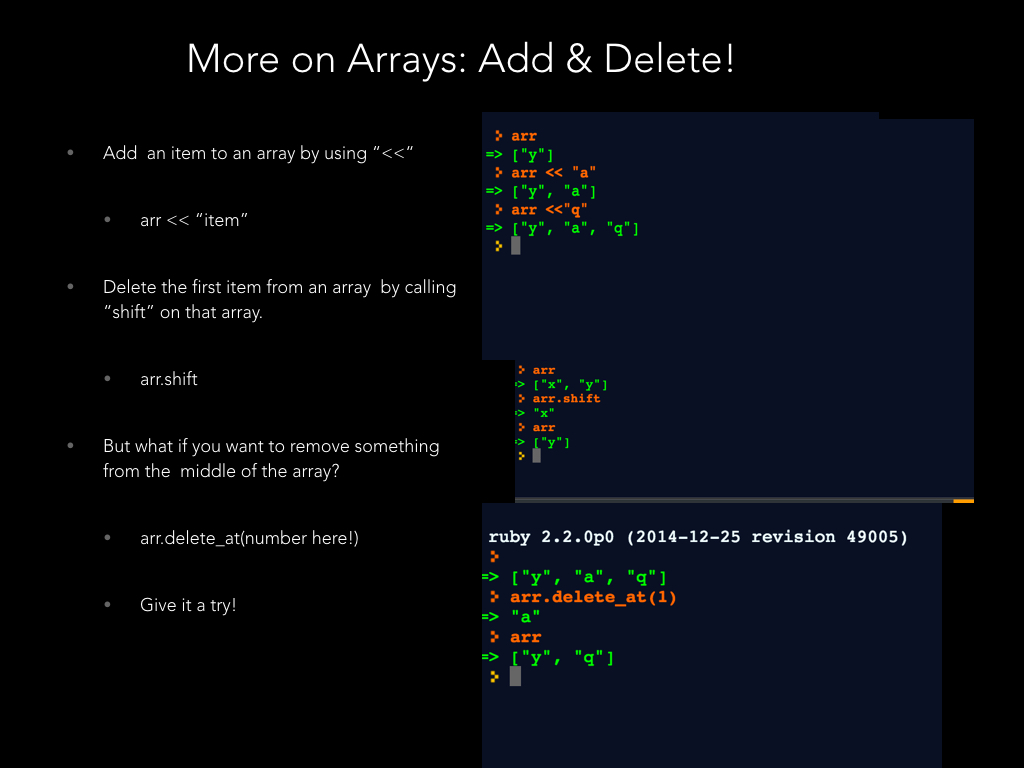 More on Arrays: Add & Delete!
• Add  an item to an array by using “<<“
• arr << “item”
• Delete the first item from an array  by calling
“shift” on that array.
• arr.shift
• But what if you want to remove something
from the  middle of the array?
• arr.delete_at(number here!)
• Give it a try!
> arr
=> ["y"]
> arr << "a"
=> ["y", "a"]
> arr <<"q"
=> ["y", "a", "q"]
>
> arr
=> ["x", "y"]
> arr.shift
=> "x"
> arr
=> ["y"]
>
ruby 2.2.0p0 (2014-12-25 revision 49005)
>
=> ["y", "a", "q"]
> arr.delete_at(1)
=> "a"
> arr
=> ["y", "q"]
>